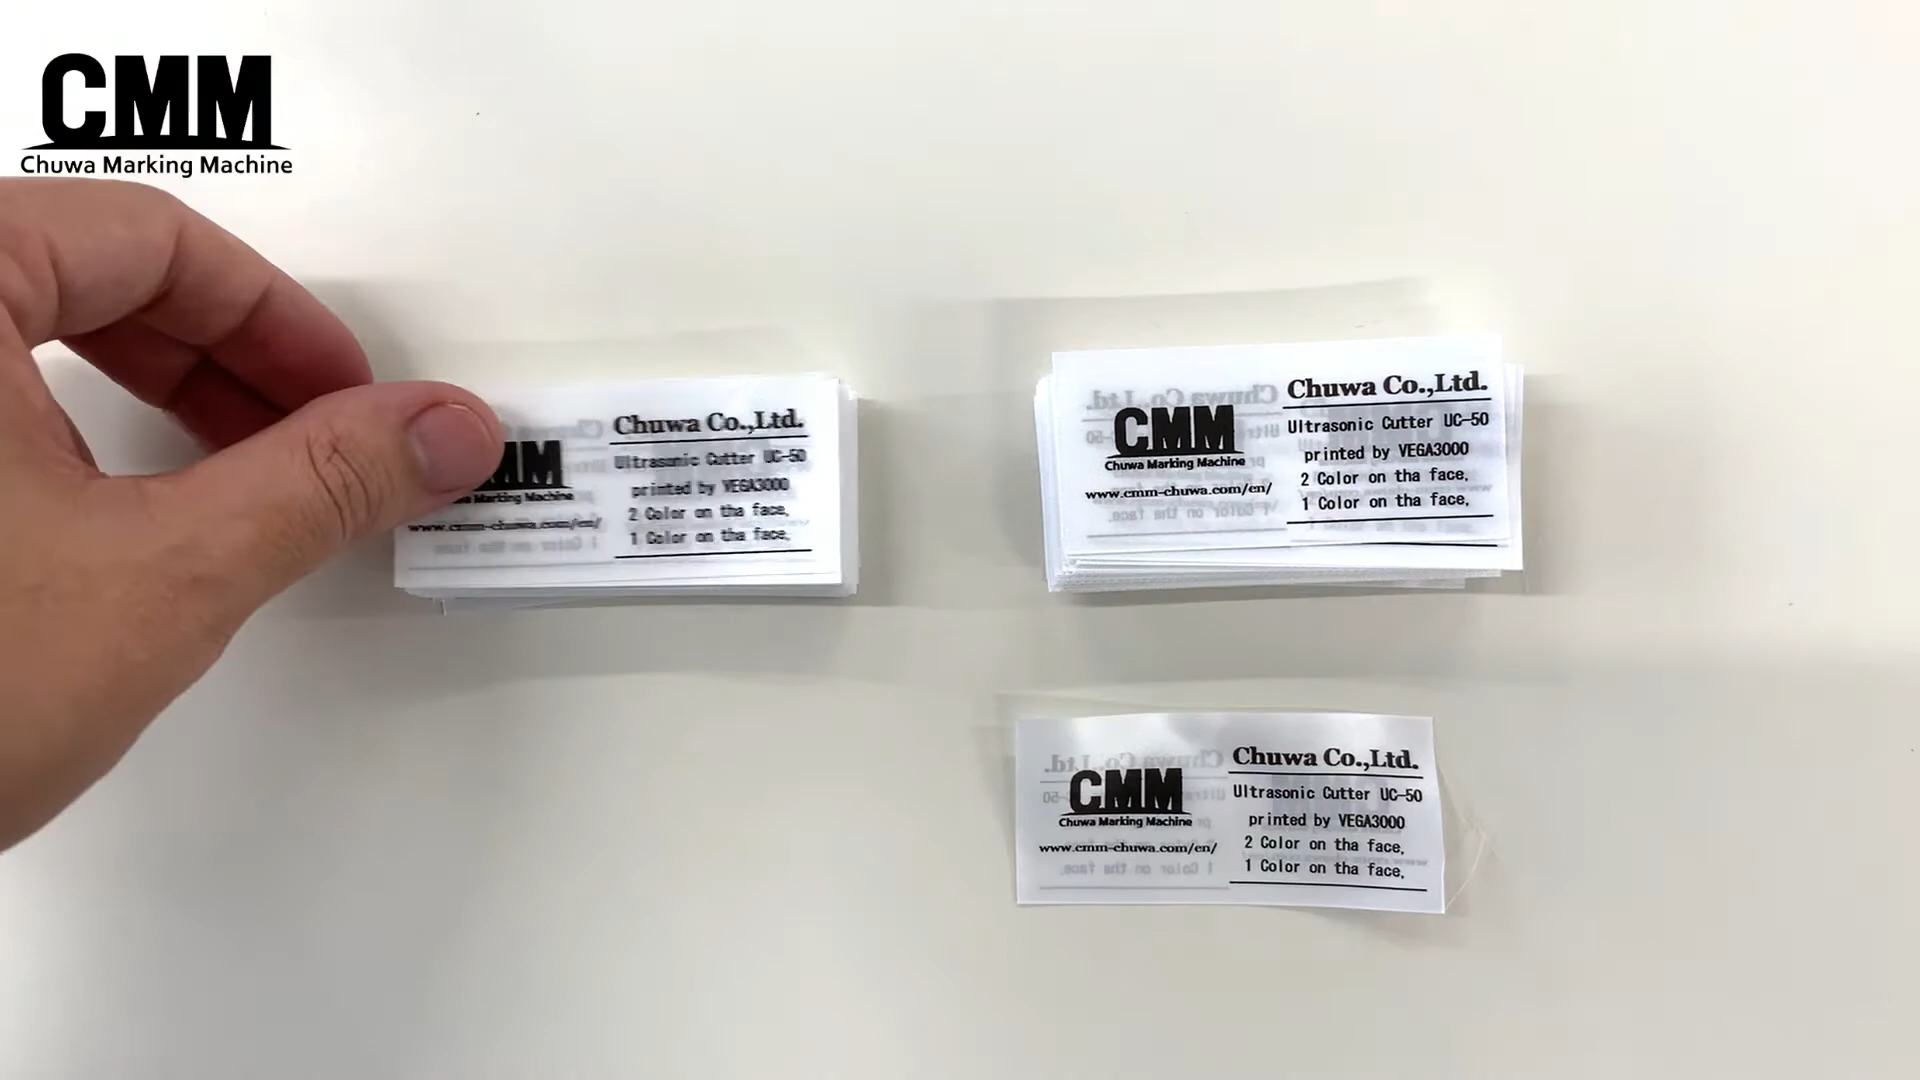 CMM
Chuwa Marking Machine
MM
Marking Machine
www.cmm-chuwa.com/en/
Chuwa Co.,Ltd.
Ultrasonic Cutter UC-50
printed by VEGA3000
2 Color on tha face,
1 Color on tha face,
CMM
Chuwa Marking Machine
www.cmm-chuwa.com/en/
Chuwa Co.,Ltd.
Ultrasonic Cutter UC-50
printed by VEGA3000
2 Color on tha face,
1 Color on tha face,
CMM
Chuwa Marking Machine
www.cmm-chuwa.com/en/
Chuwa Co.,Ltd.
Ultrasonic Cutter UC-50
printed by VEGA3000
2 Color on tha face,
1 Color on tha face,